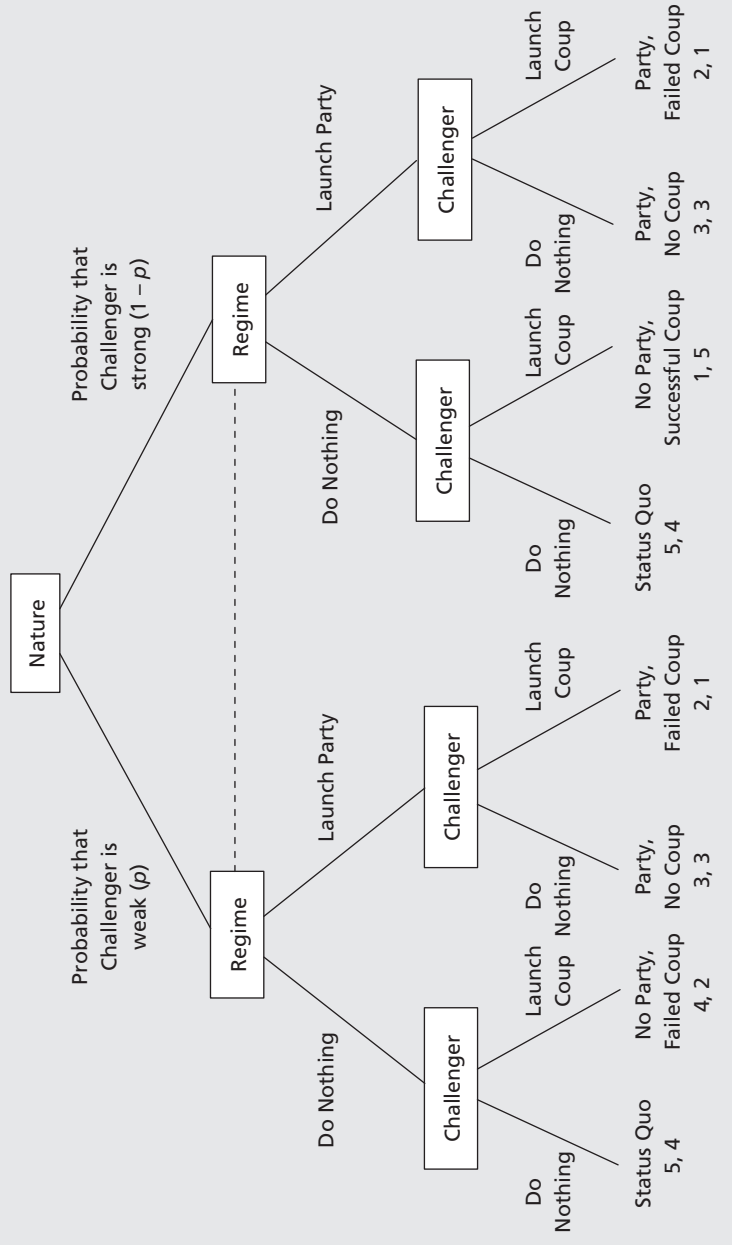 Nature
Probability that
Challenger is
weak (p)
Probability that
Challenger is
strong (1 – p)
Regime
Regime
Do Nothing
Launch Party
Do Nothing
Launch Party
Challenger
Challenger
Challenger
Challenger
Do
Nothing
Launch
Coup
Do
Nothing
Launch
Coup
Do
Nothing
Launch
Coup
Do
Nothing
Launch
Coup
Status Quo
5, 4
No Party,
Failed Coup
4, 2
Party,
No Coup
3, 3
Party,
Failed Coup
2, 1
Status Quo
5, 4
No Party,
Successful Coup
1, 5
Party,
No Coup
3, 3
Party,
Failed Coup
2, 1